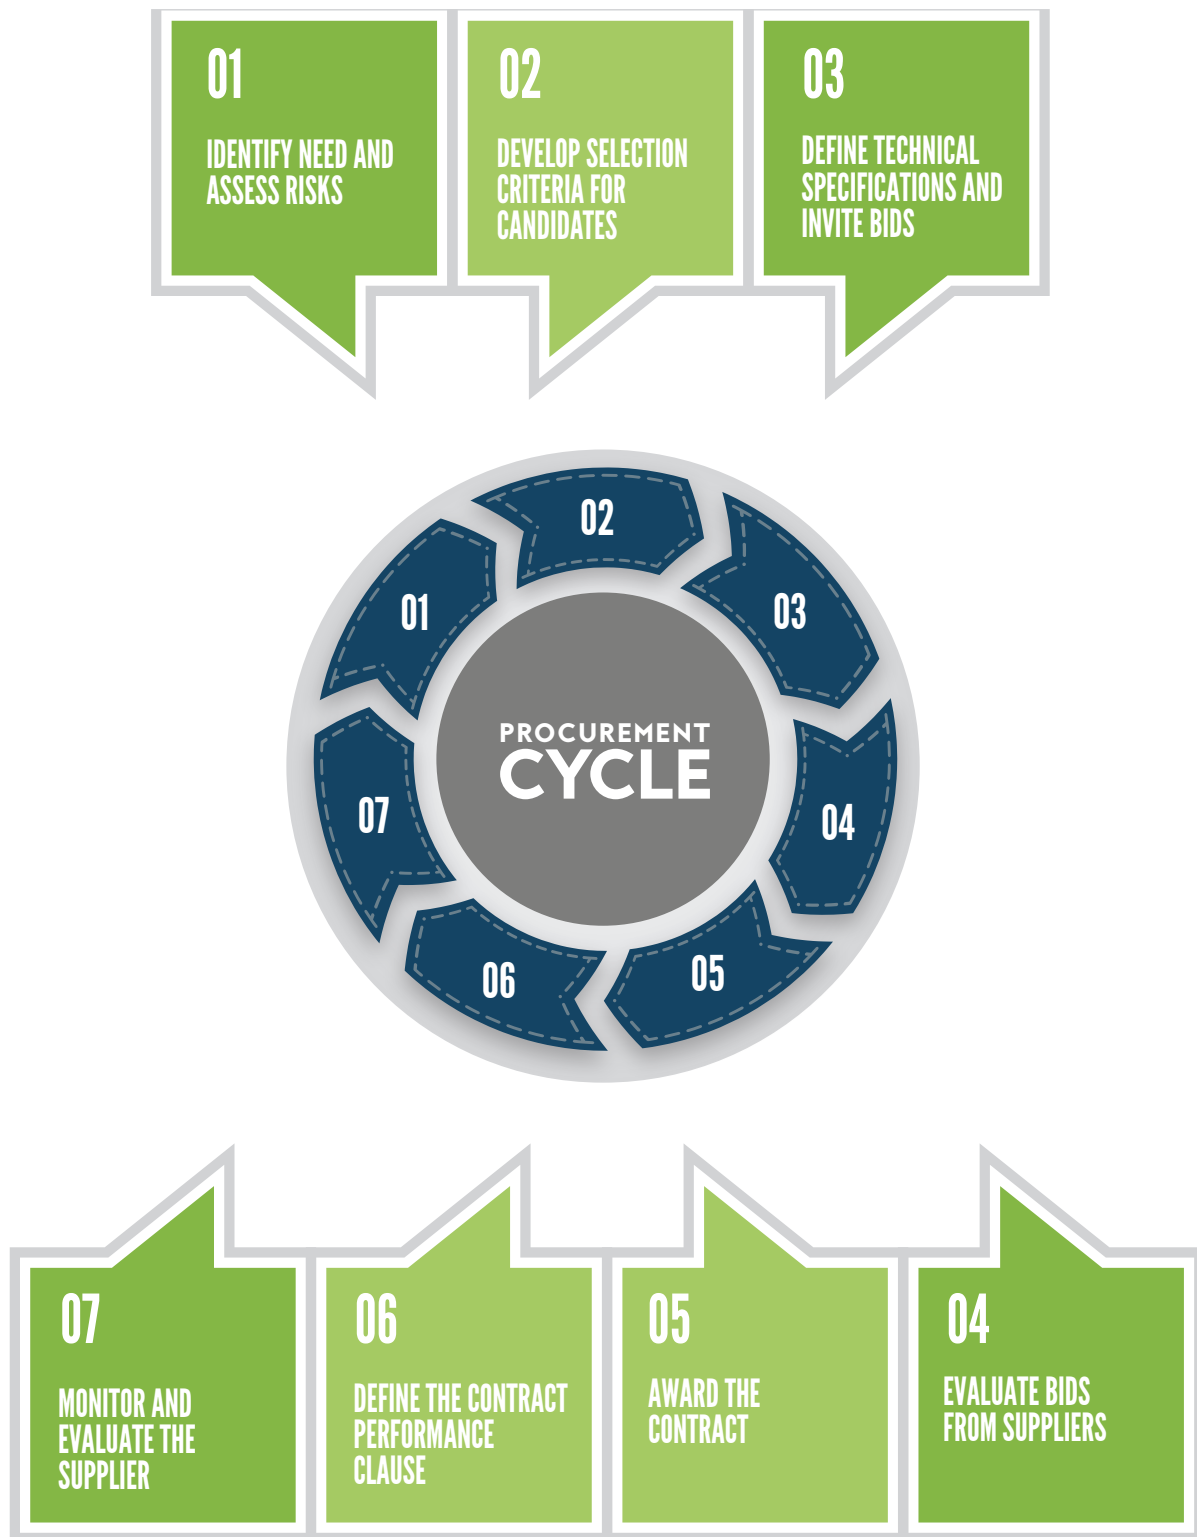 01
IDENTIFY NEED AND
ASSESS RISKS
02
DEVELOP SELECTION
CRITERIA FOR
CANDIDATES
03
DEFINE TECHNICAL
SPECIFICATIONS AND
INVITE BIDS
01
02
03
04
05
06
07
PROCUREMENT
CYCLE
07
MONITOR AND
EVALUATE THE
SUPPLIER
06
DEFINE THE CONTRACT
PERFORMANCE
CLAUSE
05
AWARD THE
CONTRACT
04
EVALUATE BIDS
FROM SUPPLIERS